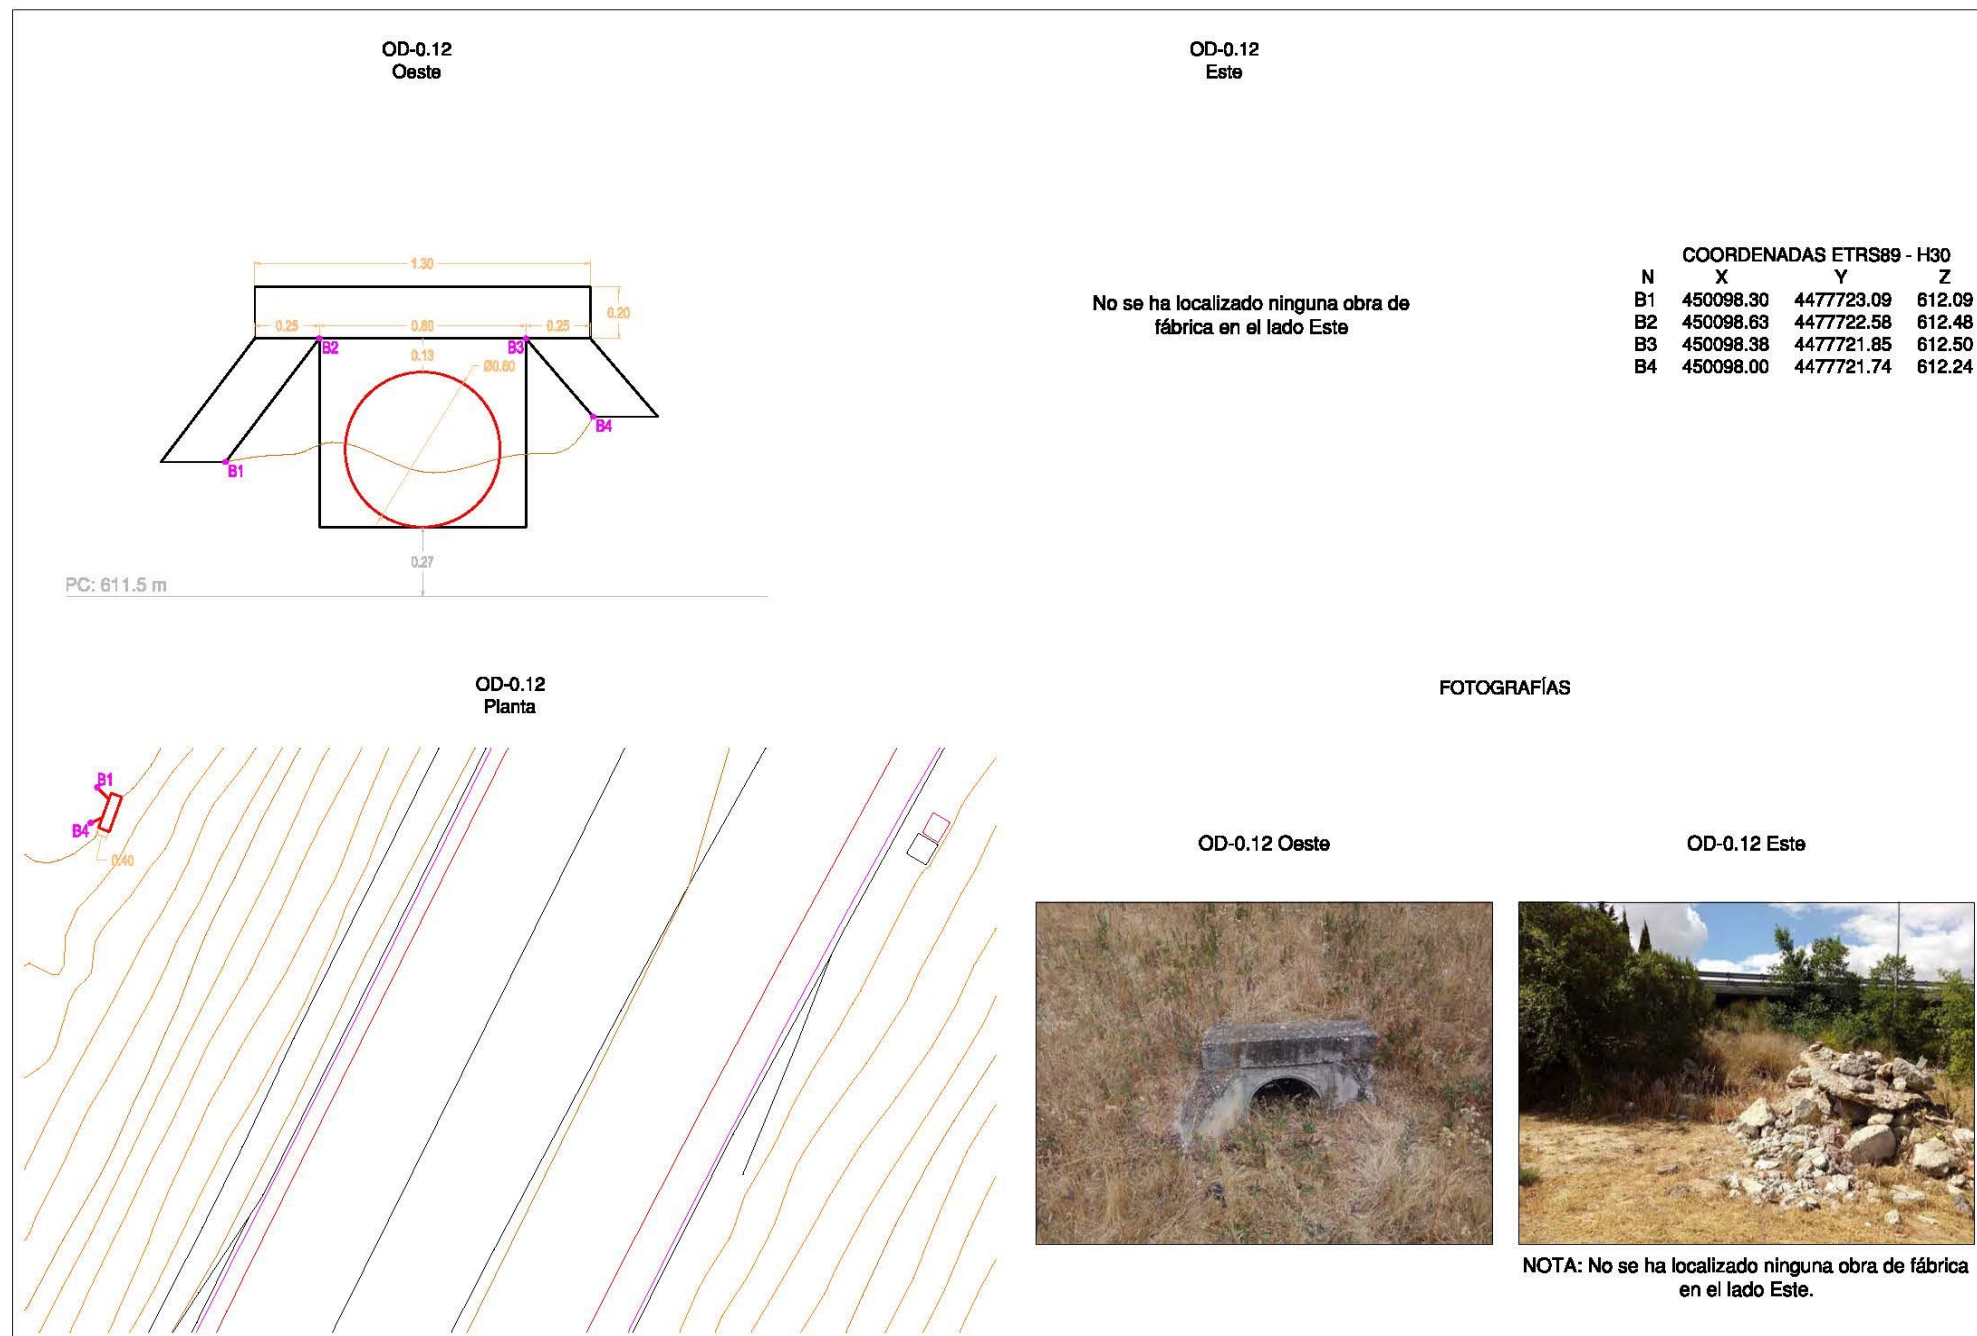 OD-0.12
Oeste
OD-0.12
Este
1.30
0.20
0.25
0.80
0.25
B2
B3
0.13
Ø0.60
B4
B1
0.27
PC: 611.5 m
No se ha localizado ninguna obra de
fábrica en el lado Este
COORDENADAS ETRS89 - H30
N X Y Z
B1 450098.30 4477723.09 612.09
B2 450098.63 4477722.58 612.48
B3 450098.38 4477721.85 612.50
B4 450098.00 4477721.74 612.24
OD-0.12
Planta
B1
B4
0.40
FOTOGRAFÍAS
OD-0.12 Oeste
OD-0.12 Este
NOTA: No se ha localizado ninguna obra de fábrica
en el lado Este.